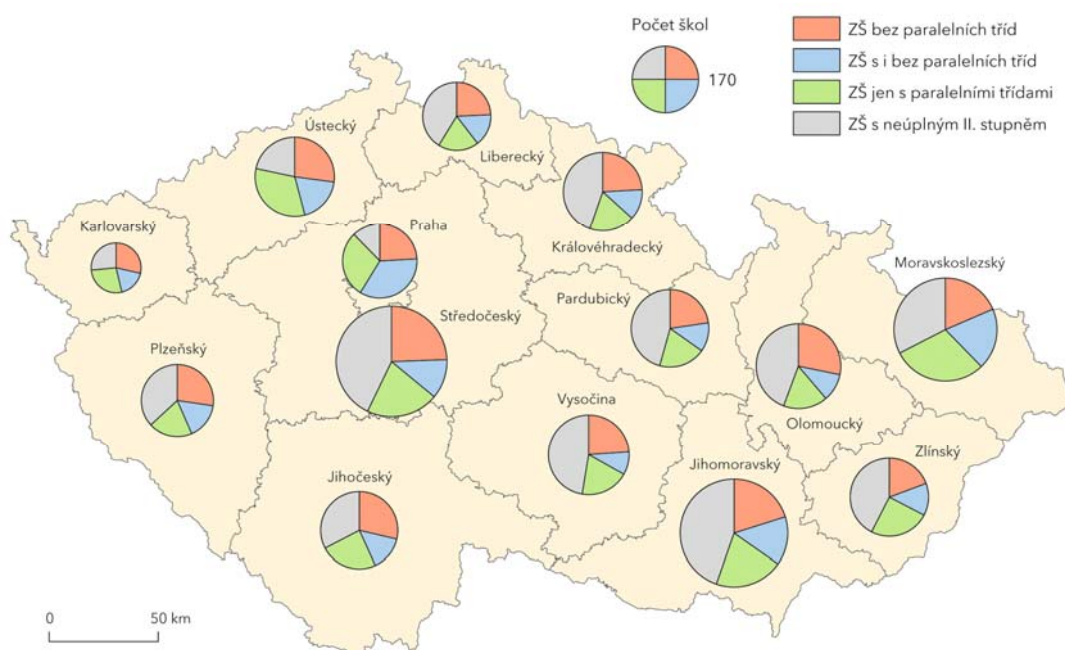 Počet škol
170
ZŠ bez paralelních tříd
ZŠ s i bez paralelních tříd
ZŠ jen s paralelními třídami
ZŠ s neúplným II. stupněm
Ústecký
Liberecký
Karlovarský
Praha
Královéhradecký
Moravskoslezský
Pardubický
Středočeský
Plzeňský
Vysočina
Olomoucký
Zlínský
Jihomoravský
Jihočeský
0 50 km